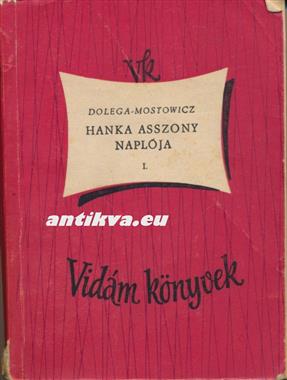 Vk
DOLEGA-MOSTOWICZ
HANKA ASSZONY
NAPLÓJA
I.
antikva.eu
Vidám könyvek